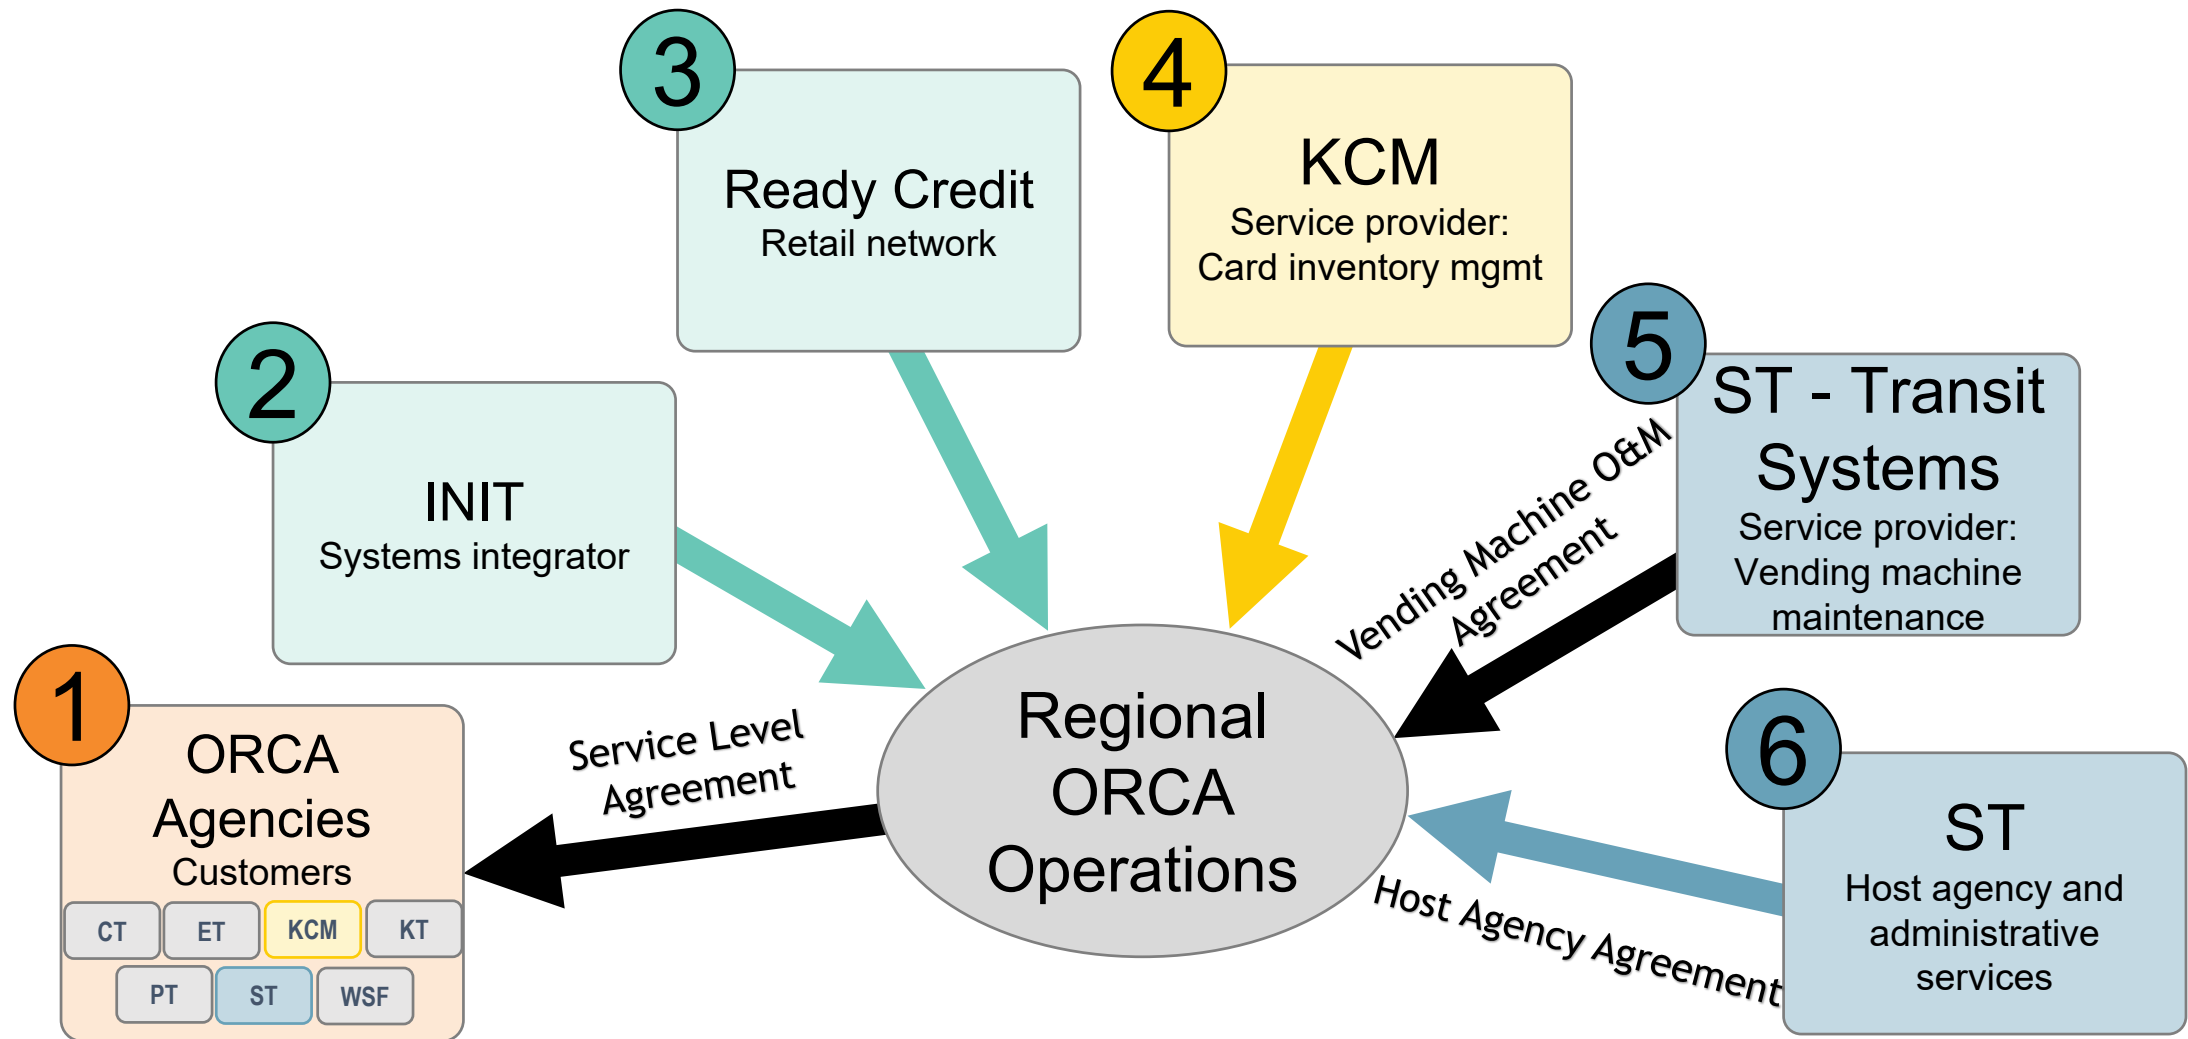 3
Ready Credit
Retail network
4
KCM
Service provider:
Card inventory mgmt
2
INIT
Systems integrator
5
ST - Transit
Systems
Service provider:
Vending machine
maintenance
Vending Machine O&M
Agreement
1
ORCA
Agencies
Customers
CT
ET
KCM
KT
PT
ST
WSF
Service Level
Agreement
Regional
ORCA
Operations
6
ST
Host agency and
administrative
services
Host Agency Agreement